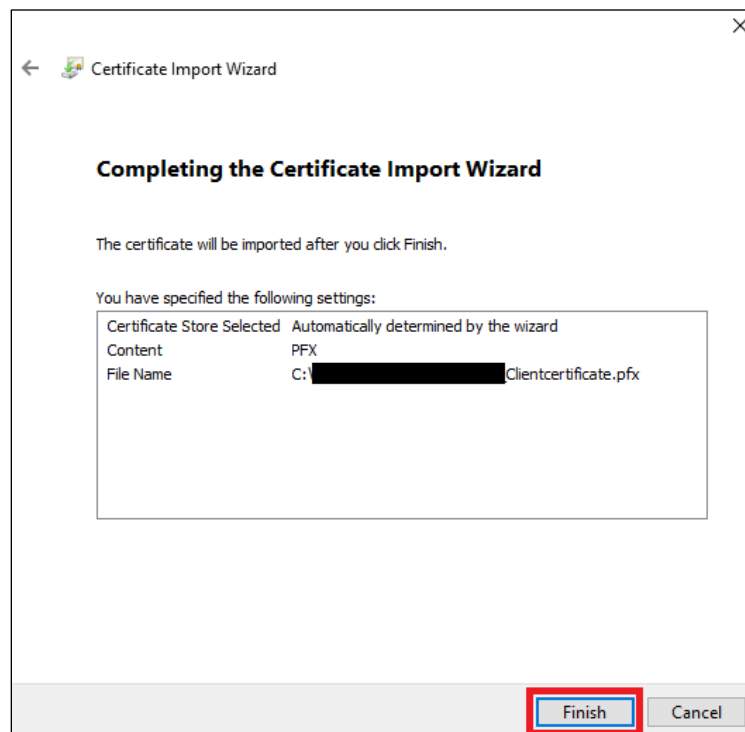 Certificate Import Wizard
Completing the Certificate Import Wizard
The certificate will be imported after you click Finish.
You have specified the following settings:
Certificate Store Selected Automatically determined by the wizard
Content PFX
File Name C:\ _Clientcertificate.pfx
Finish Cancel